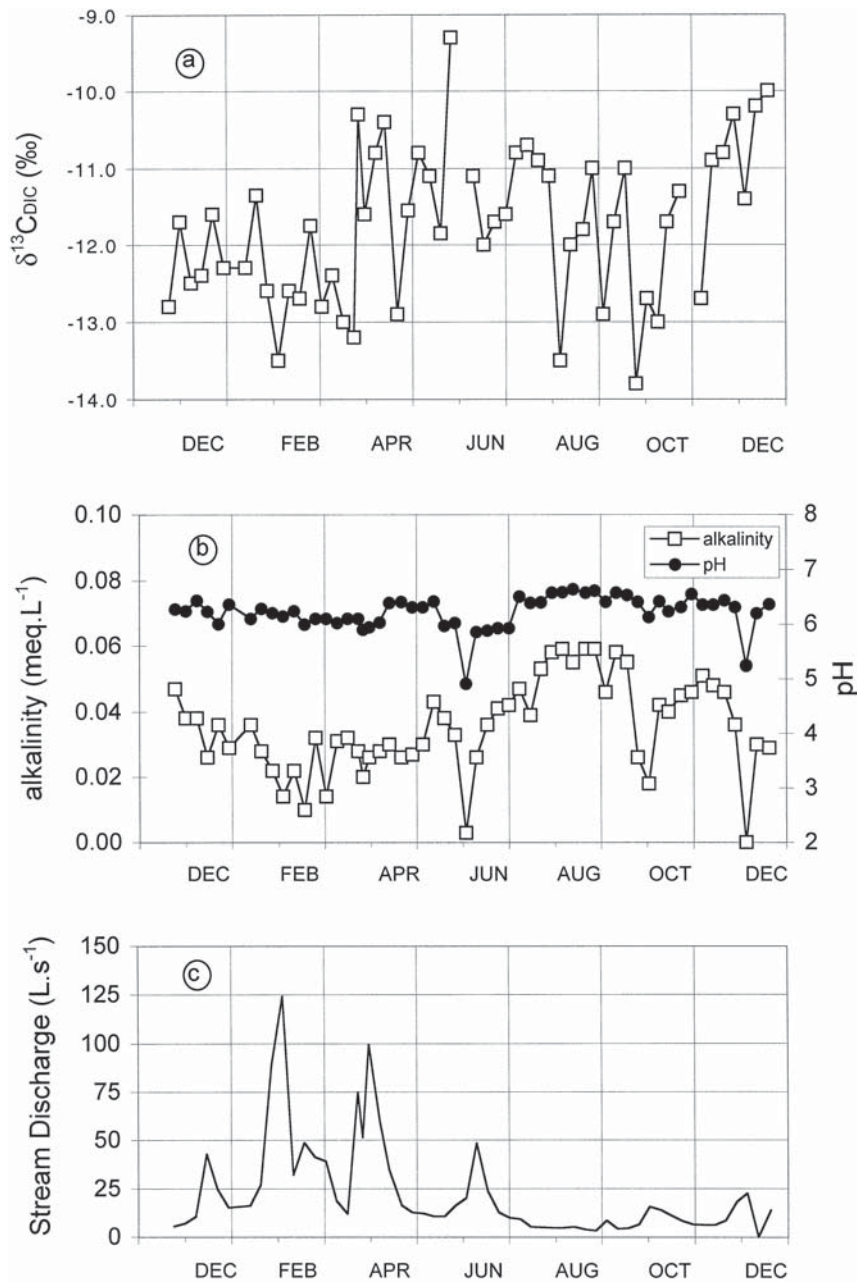 a
-9.0
-10.0
-11.0
-12.0
-13.0
-14.0
δ¹³C_DIC (‰)
DEC FEB APR JUN AUG OCT DEC
b
alkalinity
pH
0.10
0.08
0.06
0.04
0.02
0.00
alkalinity (meq.L⁻¹)
8
7
6
5
4
3
2
pH
DEC FEB APR JUN AUG OCT DEC
c
150
125
100
75
50
25
0
Stream Discharge (L.s⁻¹)
DEC FEB APR JUN AUG OCT DEC